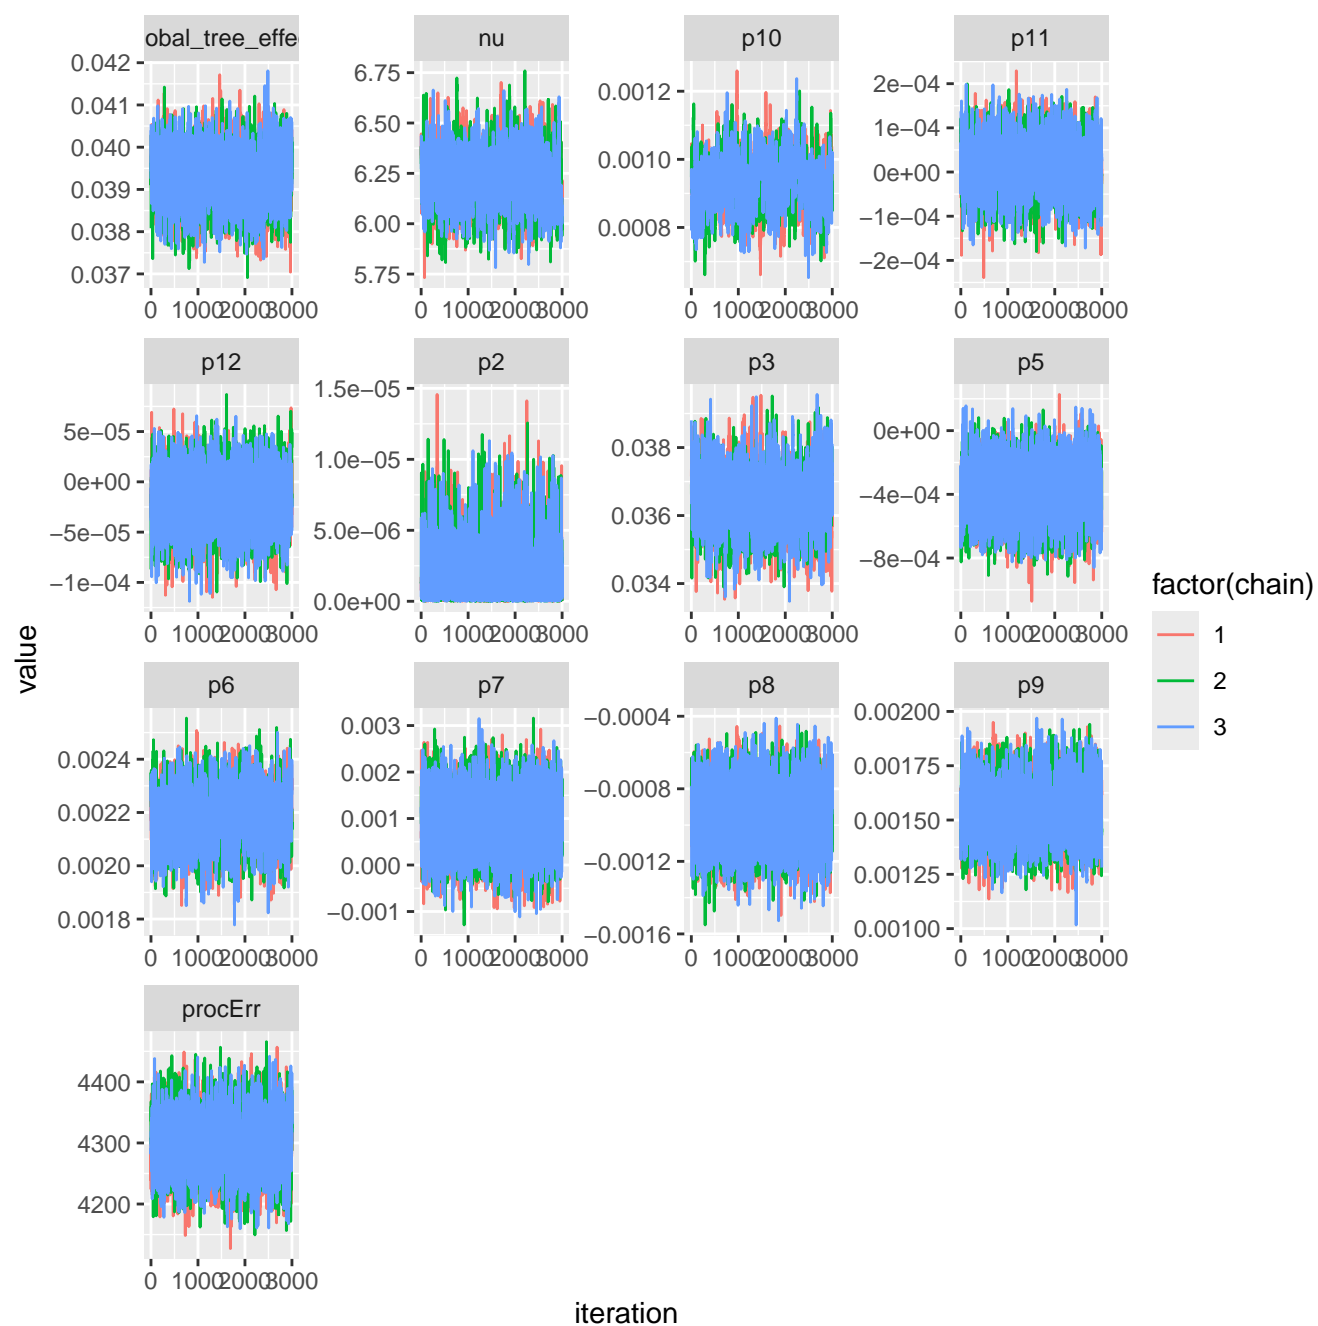 obal_tree_effe
nu
p10
p11
0.042
0.041
0.040
0.039
0.038
0.037
6.75
6.50
6.25
6.00
5.75
0.0012
0.0010
0.0008
2e−04
1e−04
0e+00
−1e−04
−2e−04
0 1000 2000 3000
0 1000 2000 3000
0 1000 2000 3000
0 1000 2000 3000
p12
p2
p3
p5
5e−05
0e+00
−5e−05
−1e−04
1.5e−05
1.0e−05
5.0e−06
0.0e+00
0.038
0.036
0.034
0e+00
−4e−04
−8e−04
0 1000 2000 3000
0 1000 2000 3000
0 1000 2000 3000
0 1000 2000 3000
p6
p7
p8
p9
0.0024
0.0022
0.0020
0.0018
0.003
0.002
0.001
0.000
−0.001
−0.0004
−0.0008
−0.0012
−0.0016
0.00200
0.00175
0.00150
0.00125
0.00100
0 1000 2000 3000
0 1000 2000 3000
0 1000 2000 3000
0 1000 2000 3000
procErr
4400
4300
4200
0 1000 2000 3000
value
iteration
factor(chain)
1
2
3